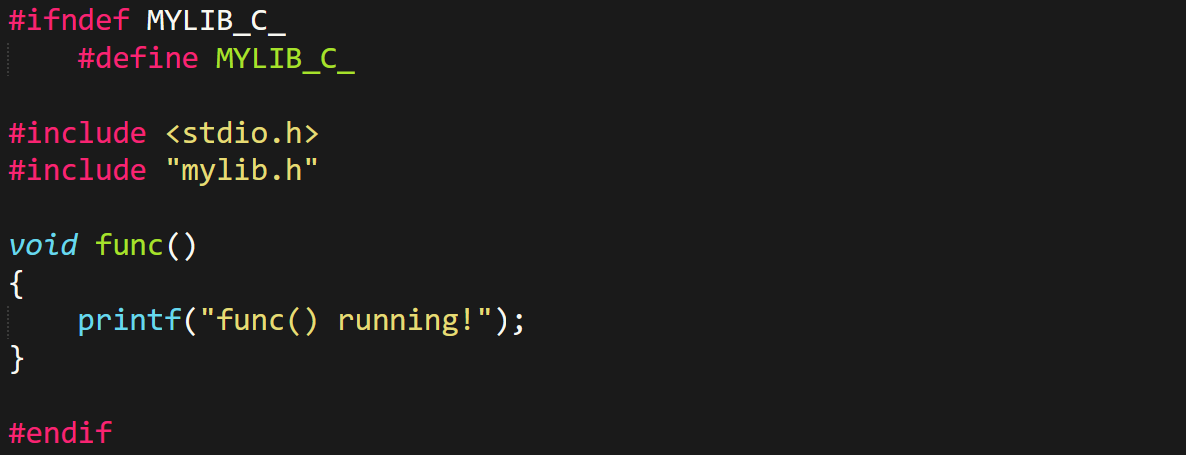 #ifndef MYLIB_C_
    #define MYLIB_C_

#include <stdio.h>
#include "mylib.h"

void func()
{
    printf("func() running!");
}

#endif